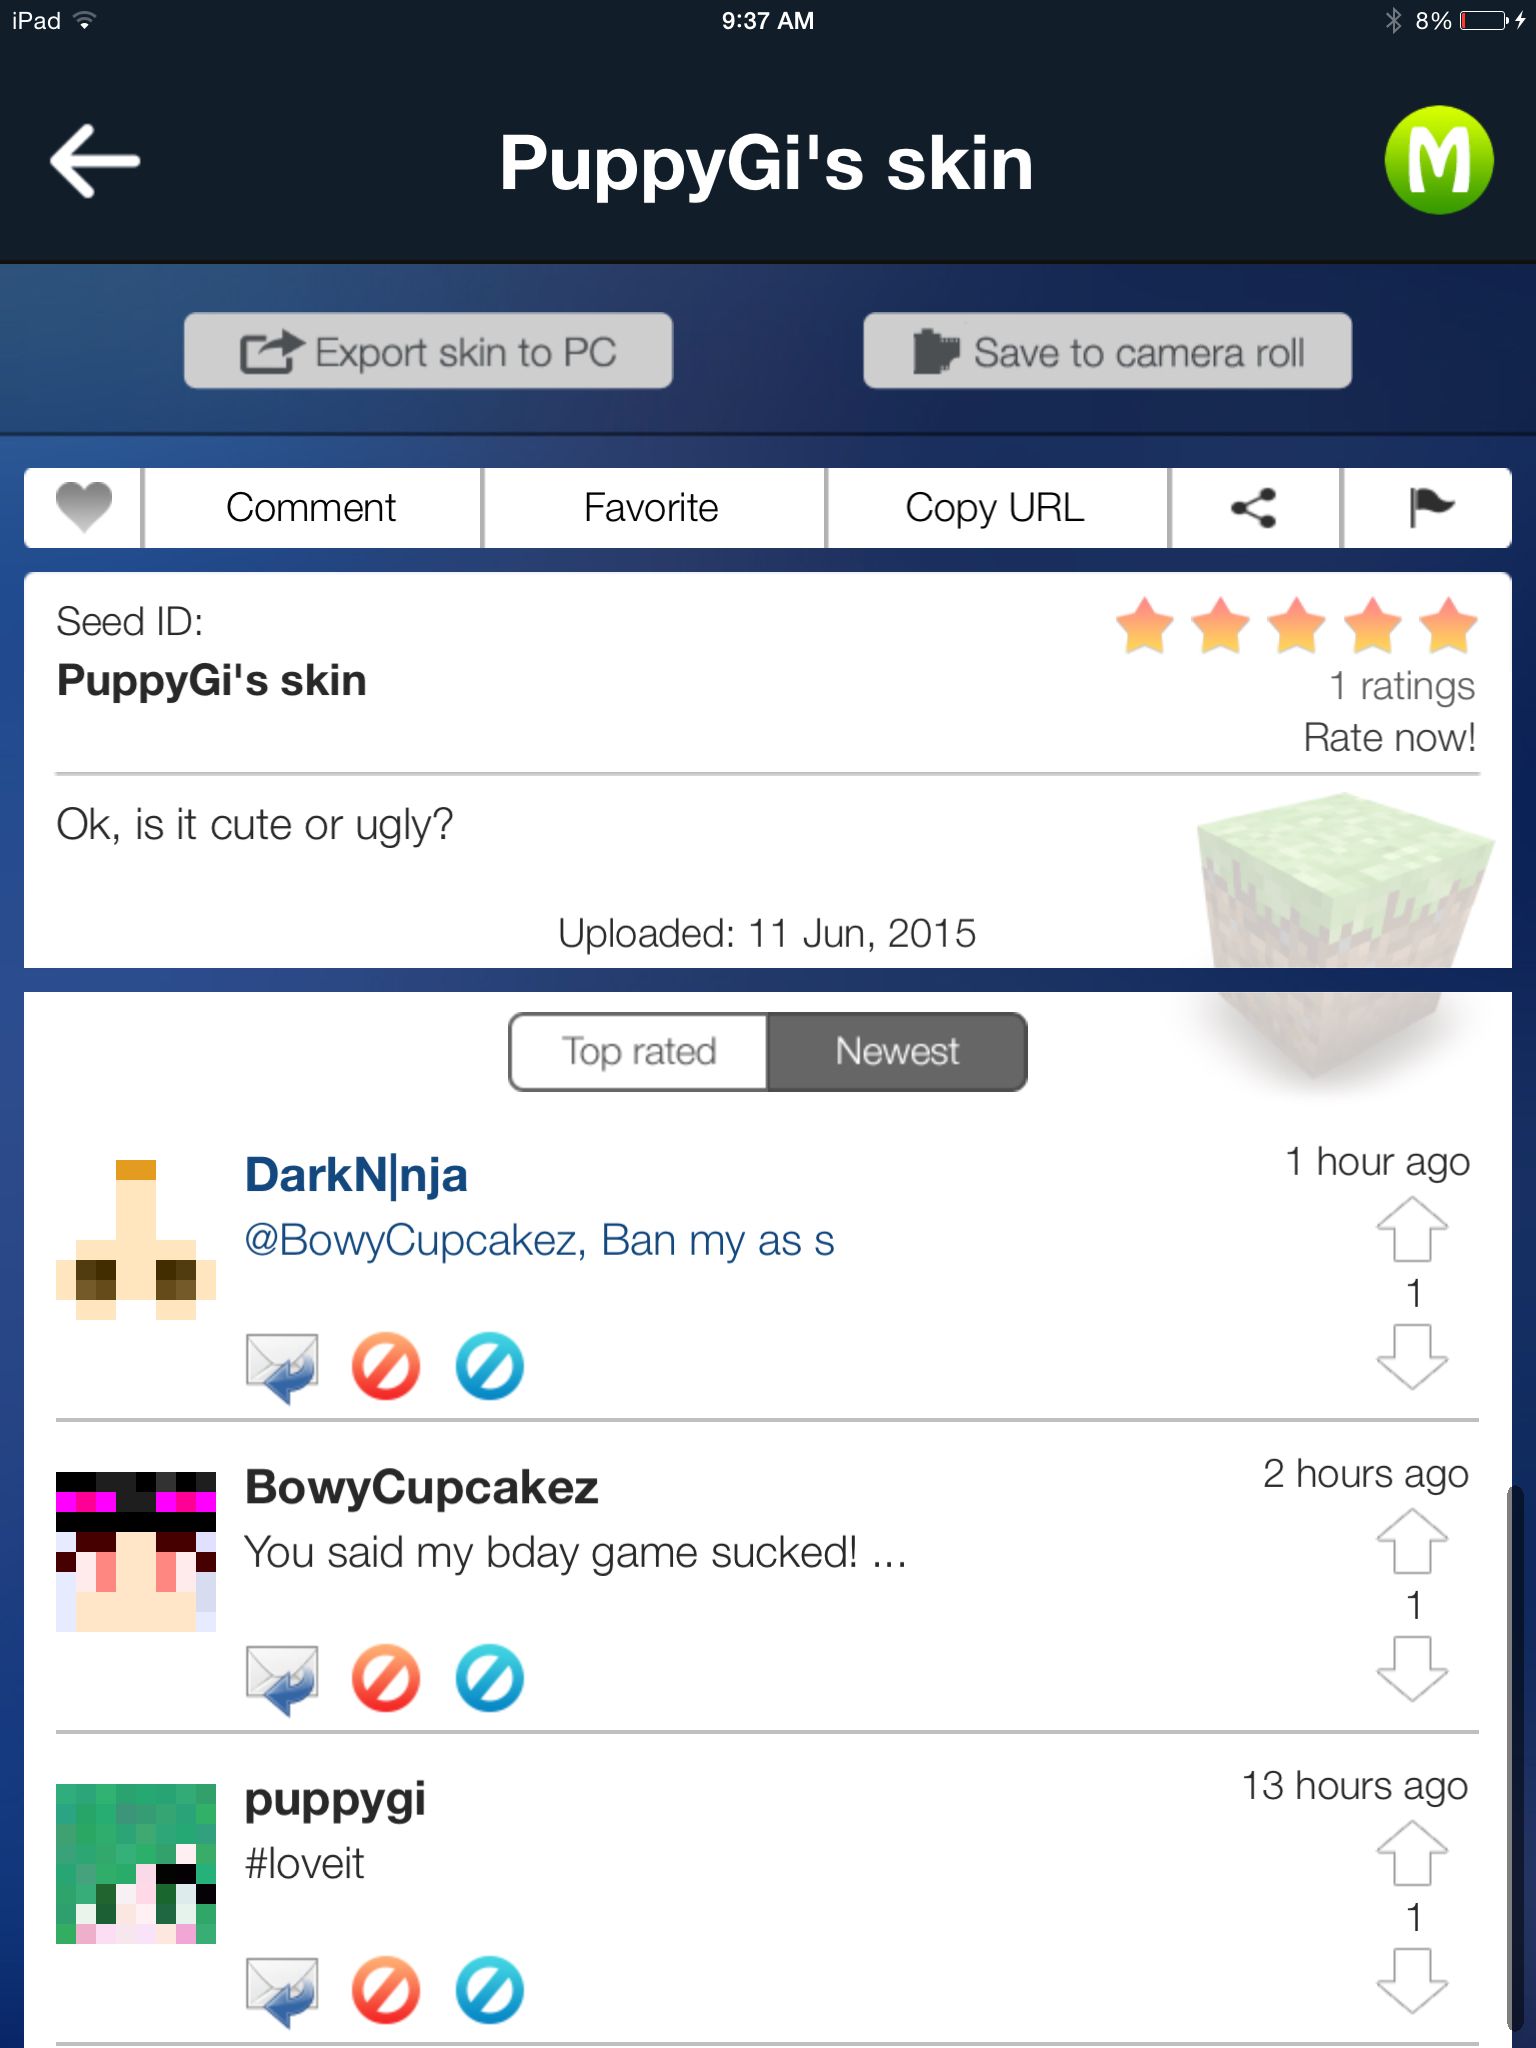 iPad 9:37 AM 8%
PuppyGi's skin
M
Export skin to PC Save to camera roll
Comment Favorite Copy URL
Seed ID:
PuppyGi's skin
1 ratings
Rate now!
Ok, is it cute or ugly?
Uploaded: 11 Jun, 2015
Top rated Newest
DarkN|nja 1 hour ago
@BowyCupcakez, Ban my as s
1
BowyCupcakez 2 hours ago
You said my bday game sucked! ...
1
puppygi 13 hours ago
#loveit
1